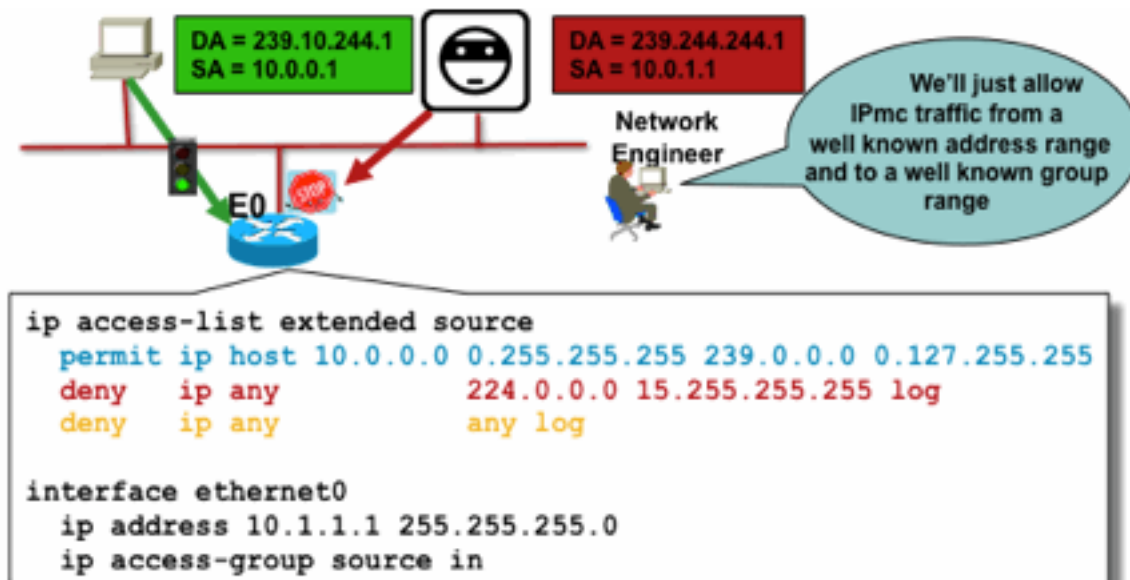 DA = 239.10.244.1
SA = 10.0.0.1
DA = 239.244.244.1
SA = 10.0.1.1
We'll just allow
IPmc traffic from a
well known address range
and to a well known group
range
Network
Engineer
E0
STOP
ip access-list extended source
permit ip host 10.0.0.0 0.255.255.255 239.0.0.0 0.127.255.255
deny ip any 224.0.0.0 15.255.255.255 log
deny ip any any log
interface ethernet0
ip address 10.1.1.1 255.255.255.0
ip access-group source in